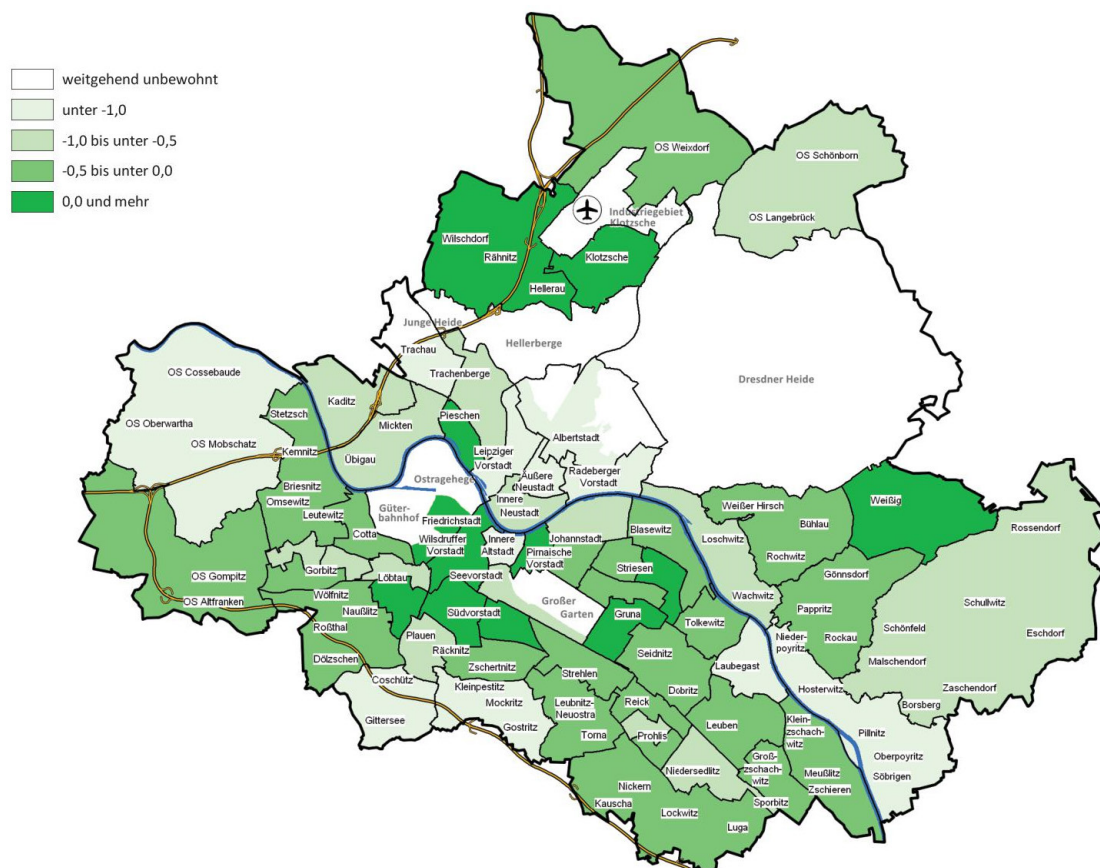 weitgehend unbewohnt
unter -1,0
-1,0 bis unter -0,5
-0,5 bis unter 0,0
0,0 und mehr
OS Weixdorf
OS Schönborn
OS Langebrück
Industriegebiet
Klotzsche
Wilschdorf
Rähnitz
Klotzsche
Hellerau
Junge Heide
Hellerberge
Trachau
Trachenberge
Dresdner Heide
OS Cossebaude
Kaditz
Stetzsch
Mickten
Pieschen
OS Oberwartha
OS Mobschatz
Kemnitz
Übigau
Leipziger
Vorstadt
Albertstadt
Äußere
Neustadt
Radeberger
Vorstadt
Ostragehege
Briesnitz
Omsewitz
Leutewitz
Güter-
bahnhof
Innere
Neustadt
Friedrichstadt
Cotta
Wilsdruffer
Vorstadt
Innere
Altstadt
Pirnaische
Vorstadt
Johannstadt
Blasewitz
Loschwitz
Weißer Hirsch
Bühlau
Weißig
Rossendorf
Rochwitz
Gönnsdorf
OS Gompitz
OS Altfranken
Gorbitz
Löbtau
Seevorstadt
Striesen
Wölfnitz
Naußlitz
Südvorstadt
Großer
Garten
Gruna
Wachwitz
Pappritz
Rockau
Schullwitz
Schönfeld
Eschdorf
Roßthal
Dölzschen
Plauen
Räcknitz
Zschertnitz
Tolkewitz
Seidnitz
Nieder-
poyritz
Malschendorf
Zaschendorf
Borsberg
Coschütz
Kleinpestitz
Mockritz
Gostritz
Gittersee
Strehlen
Leubnitz-
Neuostra
Torna
Reick
Prohlis
Dobritz
Laubegast
Hosterwitz
Leuben
Klein-
zschach-
witz
Pillnitz
Oberpoyritz
Söbrigen
Niedersedlitz
Groß-
zschach-
witz
Meußlitz
Zschieren
Sporbitz
Nickern
Kauscha
Lockwitz
Luga